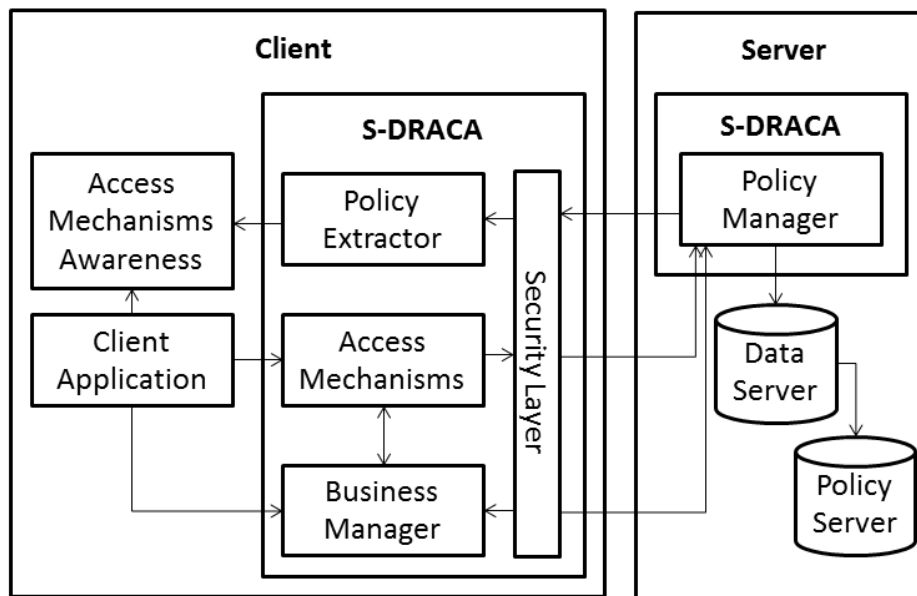 Client
Server
S-DRACA
S-DRACA
Access
Mechanisms
Awareness
Policy
Extractor
Security Layer
Policy
Manager
Client
Application
Access
Mechanisms
Data
Server
Business
Manager
Policy
Server